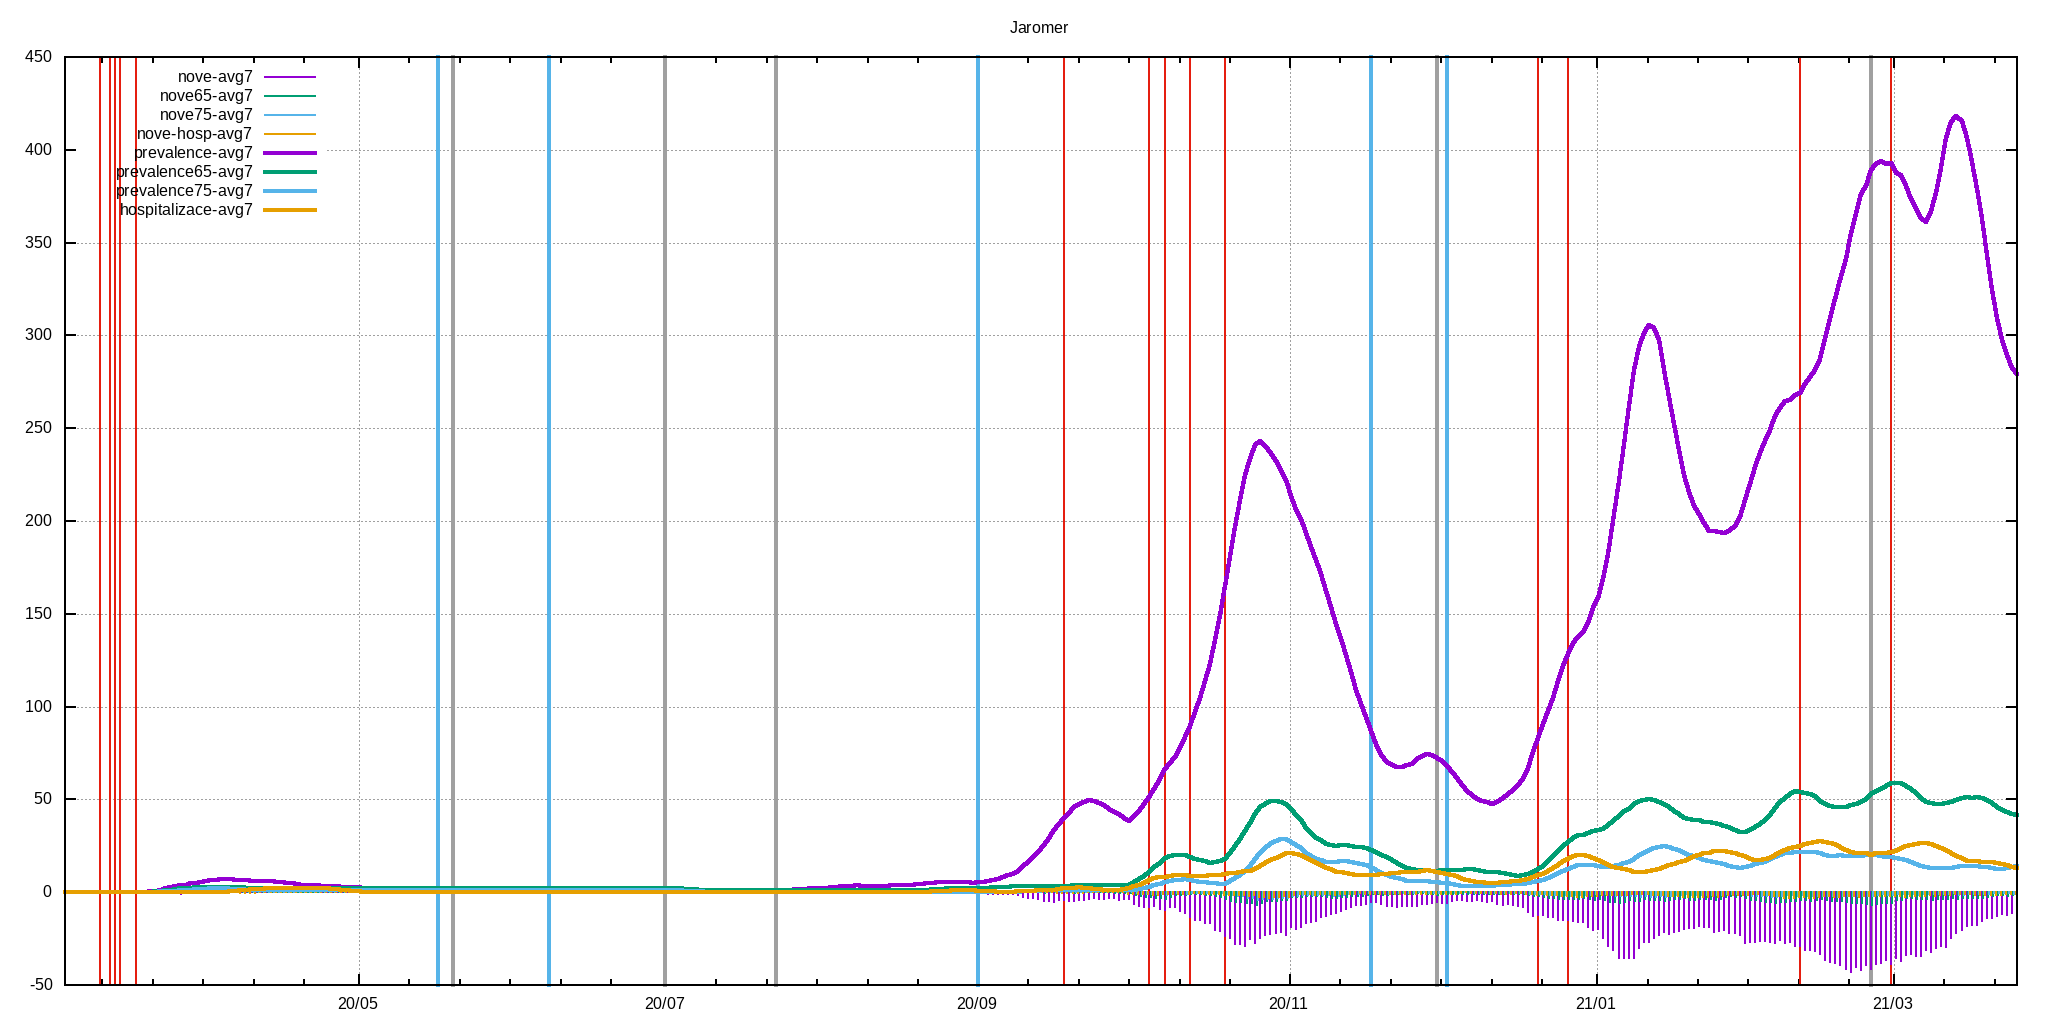 Jaromer
450
400
350
300
250
200
150
100
50
0
-50
nove-avg7
nove65-avg7
nove75-avg7
nove-hosp-avg7
prevalence-avg7
prevalence65-avg7
prevalence75-avg7
hospitalizace-avg7
20/05 20/07 20/09 20/11 21/01 21/03